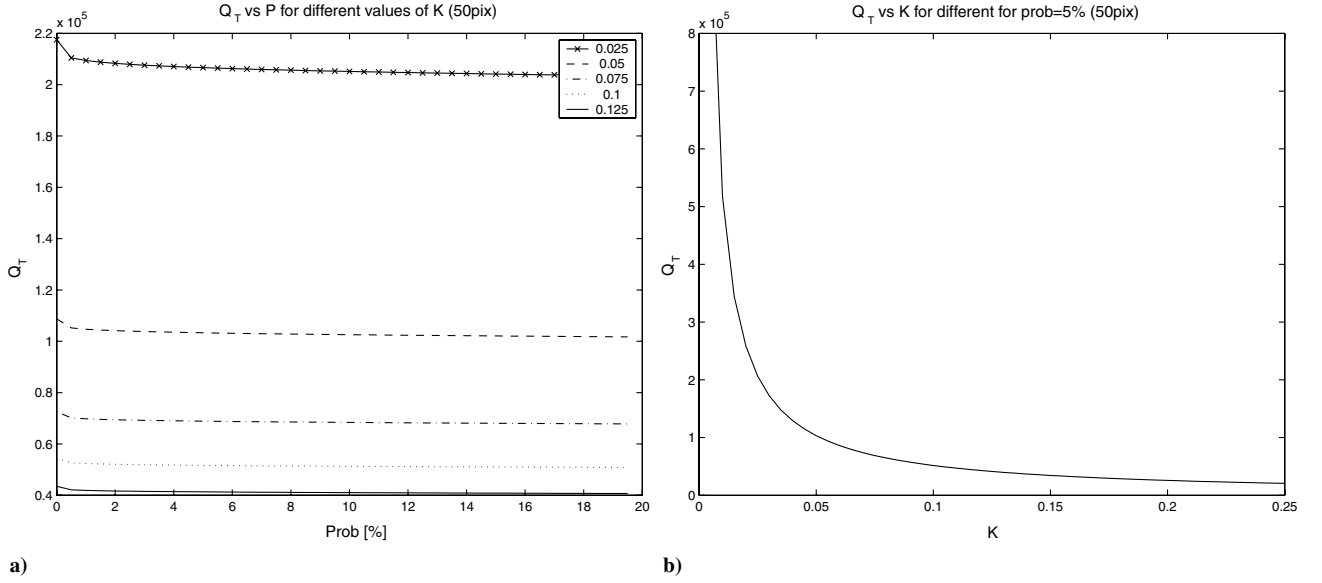 Q_T vs P for different values of K (50pix)
x 10^5
2.2
2
1.8
1.6
1.4
1.2
1
0.8
0.6
0.4
Q_T
0 2 4 6 8 10 12 14 16 18 20
Prob [%]
0.025
0.05
0.075
0.1
0.125
a)
Q_T vs K for different for prob=5% (50pix)
x 10^5
8
7
6
5
4
3
2
1
0
Q_T
0 0.05 0.1 0.15 0.2 0.25
K
b)